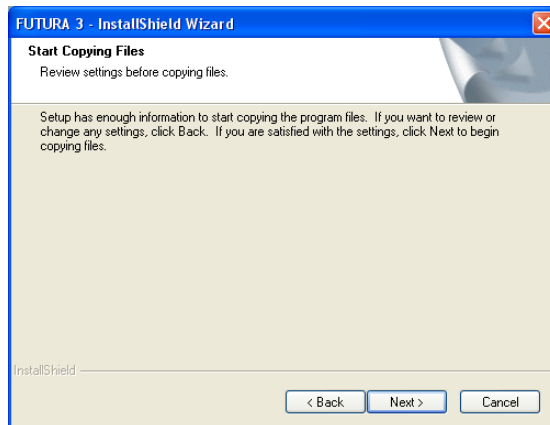 FUTURA 3 - InstallShield Wizard
Start Copying Files
Review settings before copying files.
Setup has enough information to start copying the program files. If you want to review or
change any settings, click Back. If you are satisfied with the settings, click Next to begin
copying files.
InstallShield
< Back Next > Cancel